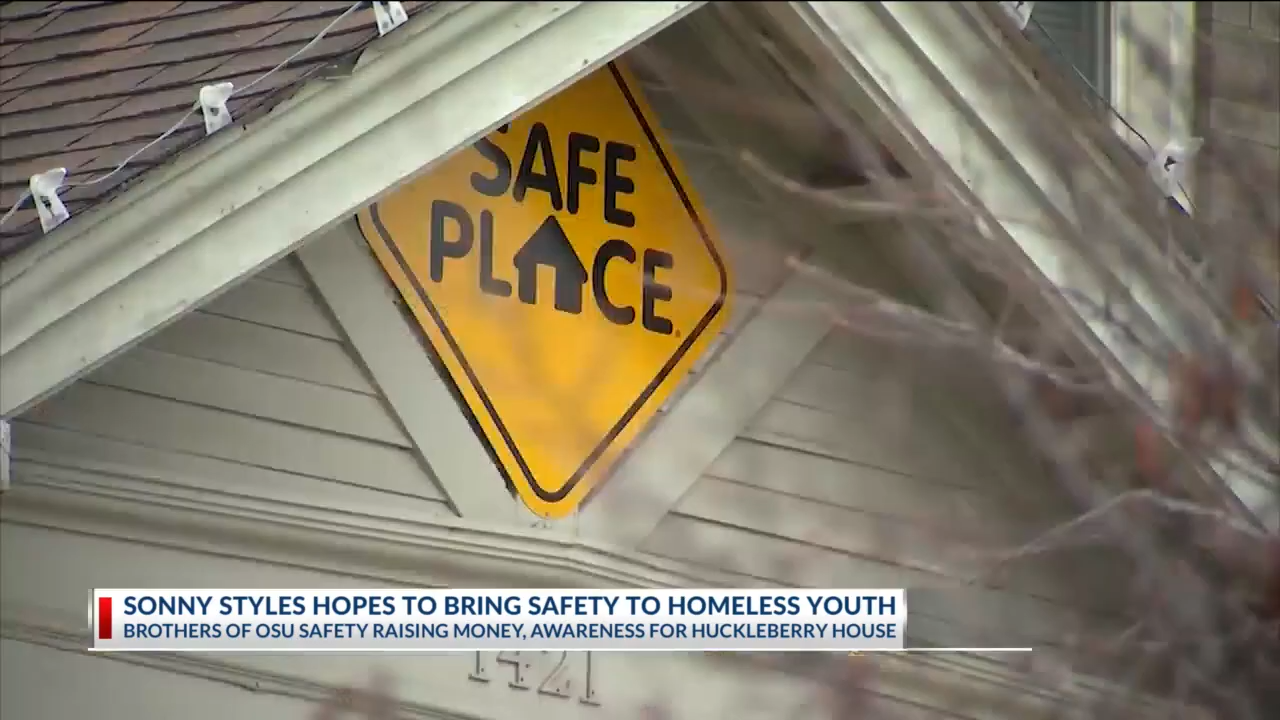 SAFE
PLACE
SONNY STYLES HOPES TO BRING SAFETY TO HOMELESS YOUTH
BROTHERS OF OSU SAFETY RAISING MONEY, AWARENESS FOR HUCKLEBERRY HOUSE
1421